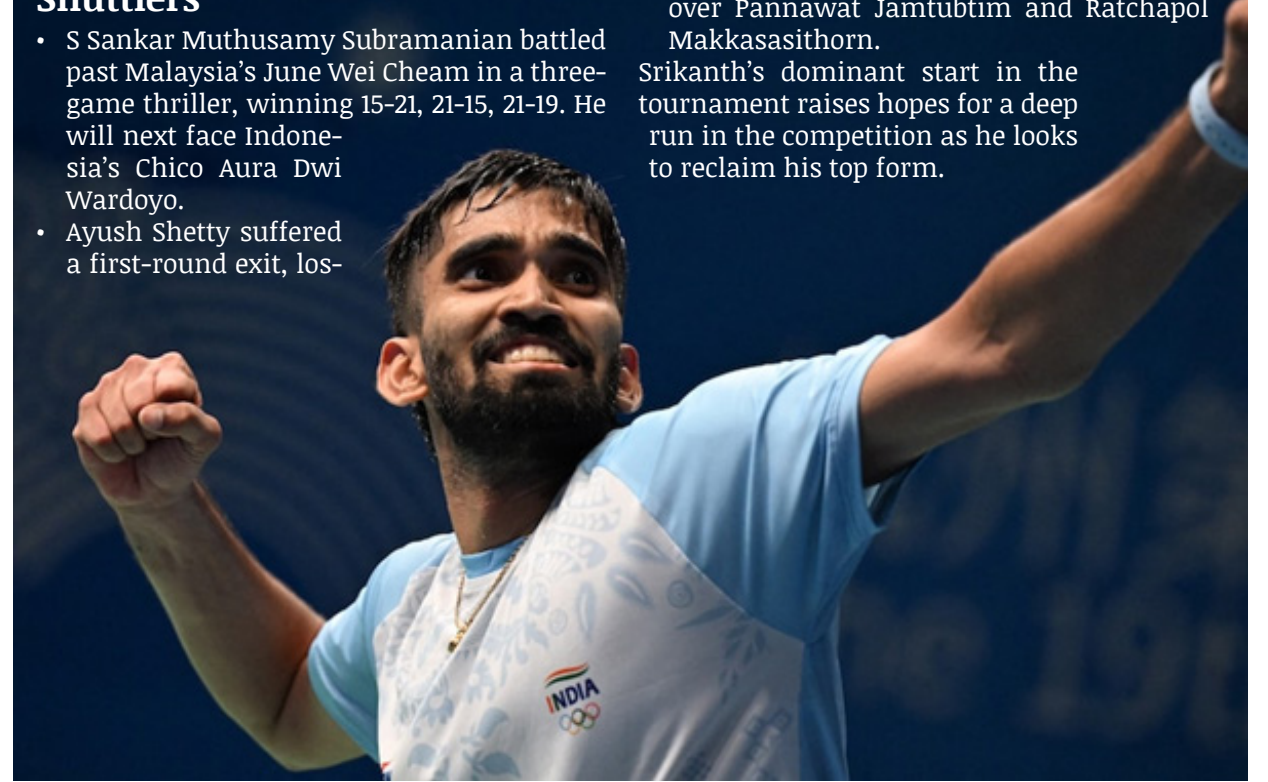 Shuttlers
• S Sankar Muthusamy Subramanian battled
past Malaysia’s June Wei Cheam in a three-
game thriller, winning 15-21, 21-15, 21-19. He
will next face Indone-
sia’s Chico Aura Dwi
Wardoyo.
• Ayush Shetty suffered
a first-round exit, los-
over Pannawat Jamtubtim and Ratchapol
Makkasasithorn.
Srikanth’s dominant start in the
tournament raises hopes for a deep
run in the competition as he looks
to reclaim his top form.
INDIA